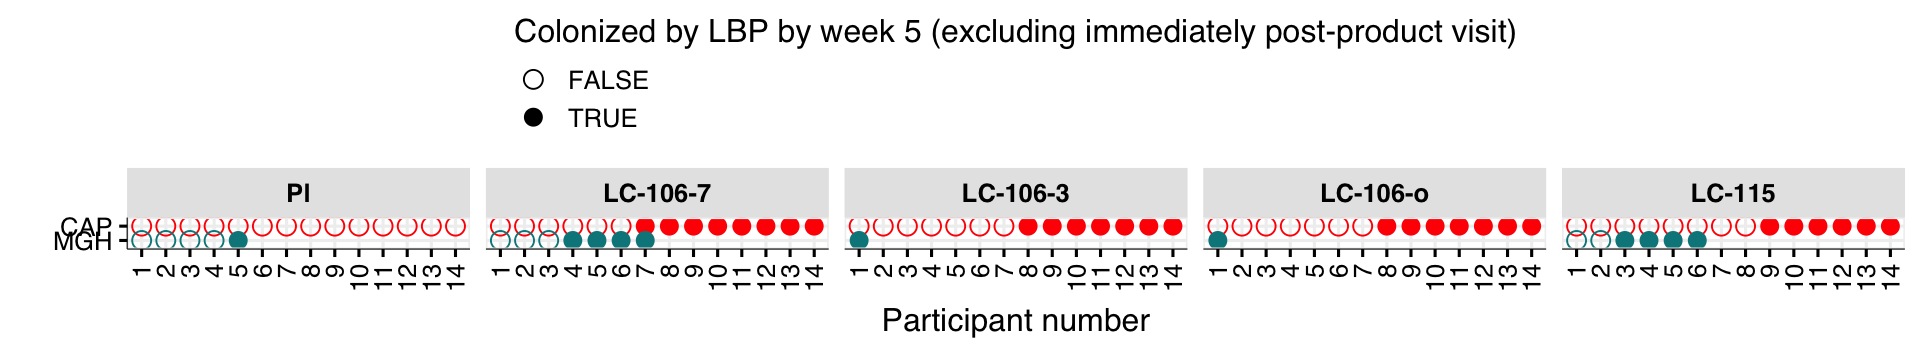 Colonized by LBP by week 5 (excluding immediately post-product visit)
FALSE
TRUE
PI LC-106-7 LC-106-3 LC-106-o LC-115
CAP
MGH
1 2 3 4 5 6 7 8 9 10 11 12 13 14 1 2 3 4 5 6 7 8 9 10 11 12 13 14 1 2 3 4 5 6 7 8 9 10 11 12 13 14 1 2 3 4 5 6 7 8 9 10 11 12 13 14 1 2 3 4 5 6 7 8 9 10 11 12 13 14
Participant number